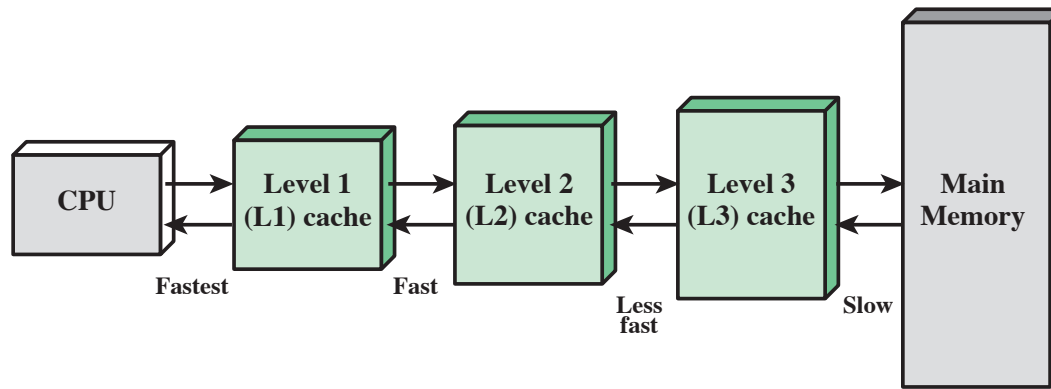 CPU
Level 1
(L1) cache
Level 2
(L2) cache
Level 3
(L3) cache
Main
Memory
Fastest
Fast
Less
fast
Slow